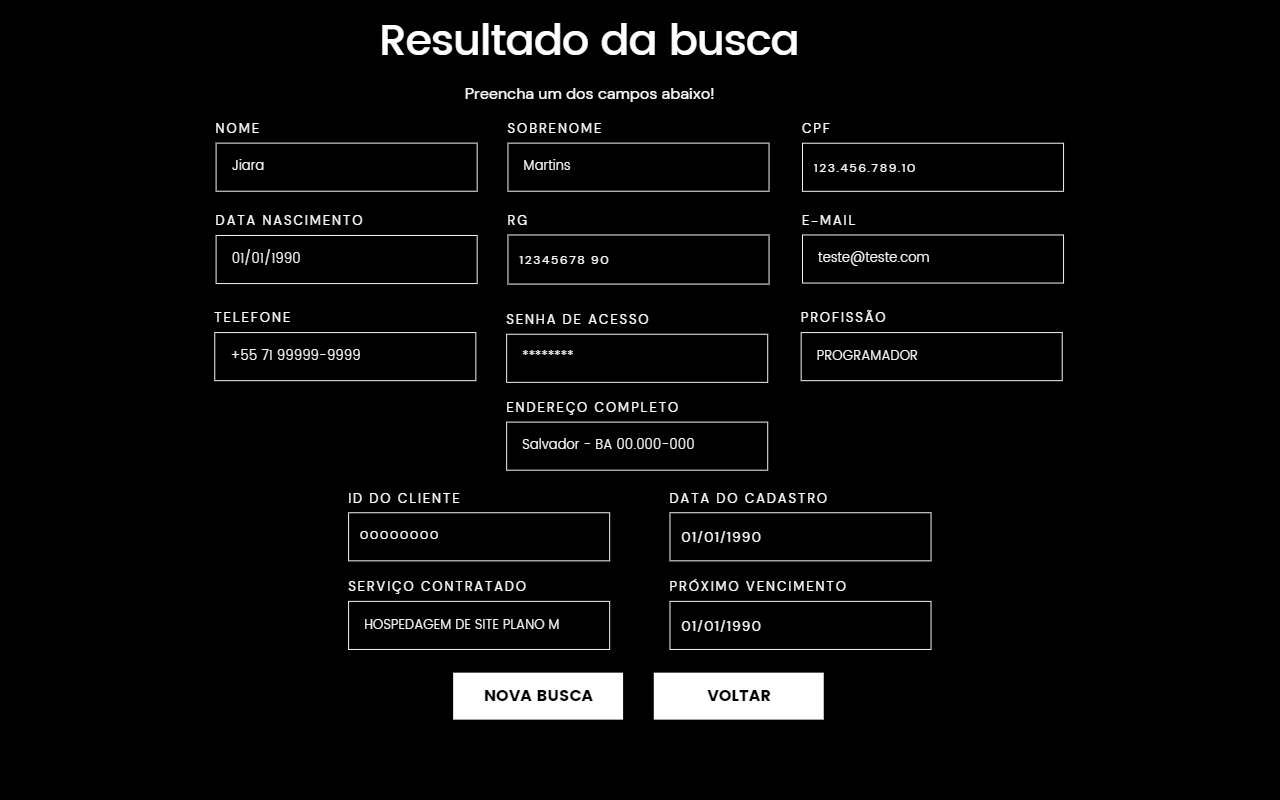 Resultado da busca
Preencha um dos campos abaixo!
NOME SOBRENOME CPF
Jiara Martins 123.456.789.10
DATA NASCIMENTO RG E-MAIL
01/01/1990 12345678 90 teste@teste.com
TELEFONE SENHA DE ACESSO PROFISSÃO
+55 71 99999-9999 ******** PROGRAMADOR
ENDEREÇO COMPLETO
Salvador - BA 00.000-000
ID DO CLIENTE DATA DO CADASTRO
00000000 01/01/1990
SERVIÇO CONTRATADO PRÓXIMO VENCIMENTO
HOSPEDAGEM DE SITE PLANO M 01/01/1990
NOVA BUSCA VOLTAR